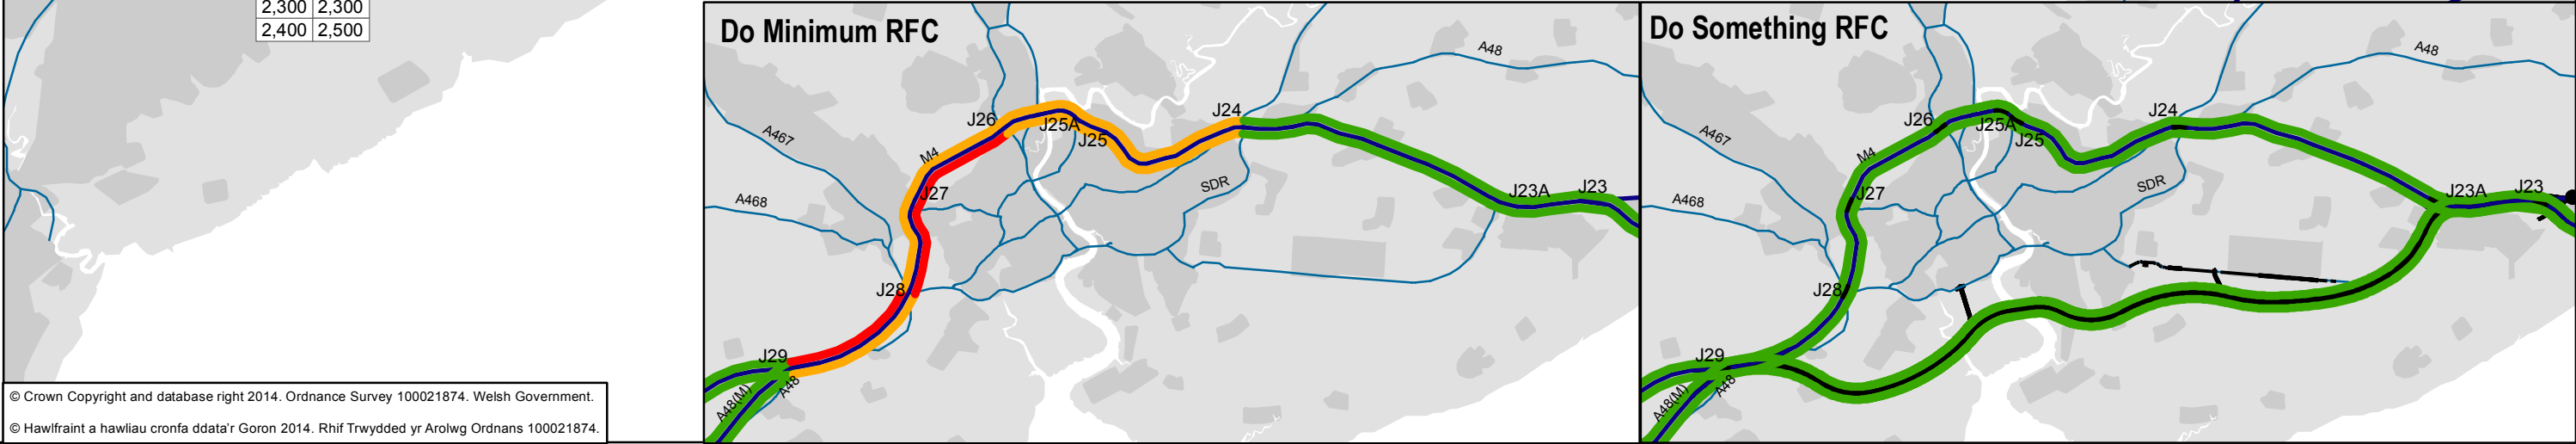 2,300 2,300
2,400 2,500
© Crown Copyright and database right 2014. Ordnance Survey 100021874. Welsh Government.
© Hawlfraint a hawliau cronfa ddata'r Goron 2014. Rhif Trwydded yr Arolwg Ordnans 100021874.
Do Minimum RFC
A48
J24
J26
J25A
A467
J25
M4
SDR
J27
J23A
J23
A468
J28
J29
A48(M)
A48
Do Something RFC
A48
J24
J26
J25A
A467
J25
M4
SDR
J27
J23A
J23
A468
J28
J29
A48(M)
A48